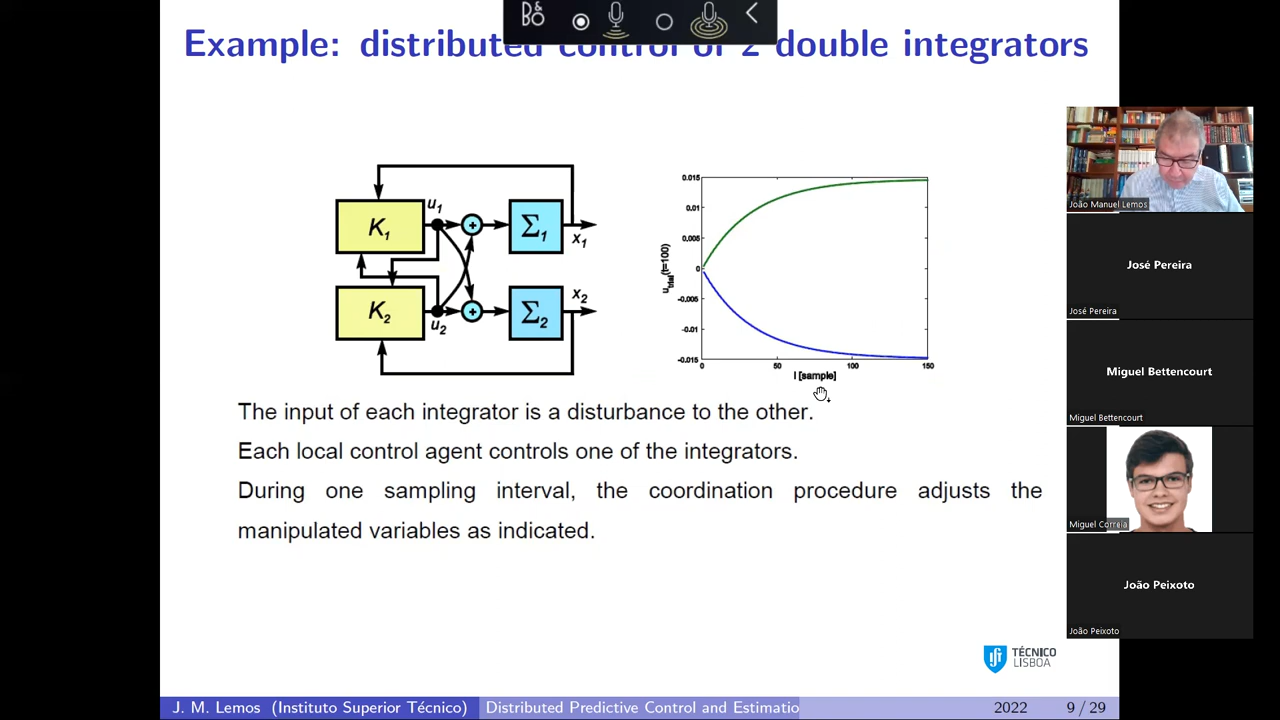 B&O
Example: distributed control of 2 double integrators
K1
u1
+
Σ1
x1
K2
u2
+
Σ2
x2
0.015
0.01
0.005
0
-0.005
-0.01
-0.015
utrial(t=100)
0
50
100
150
l [sample]
The input of each integrator is a disturbance to the other.
Each local control agent controls one of the integrators.
During one sampling interval, the coordination procedure adjusts the
manipulated variables as indicated.
TÉCNICO
LISBOA
J. M. Lemos (Instituto Superior Técnico)
Distributed Predictive Control and Estimatio
2022
9 / 29
João Manuel Lemos
José Pereira
José Pereira
Miguel Bettencourt
Miguel Bettencourt
Miguel Correia
João Peixoto
João Peixoto